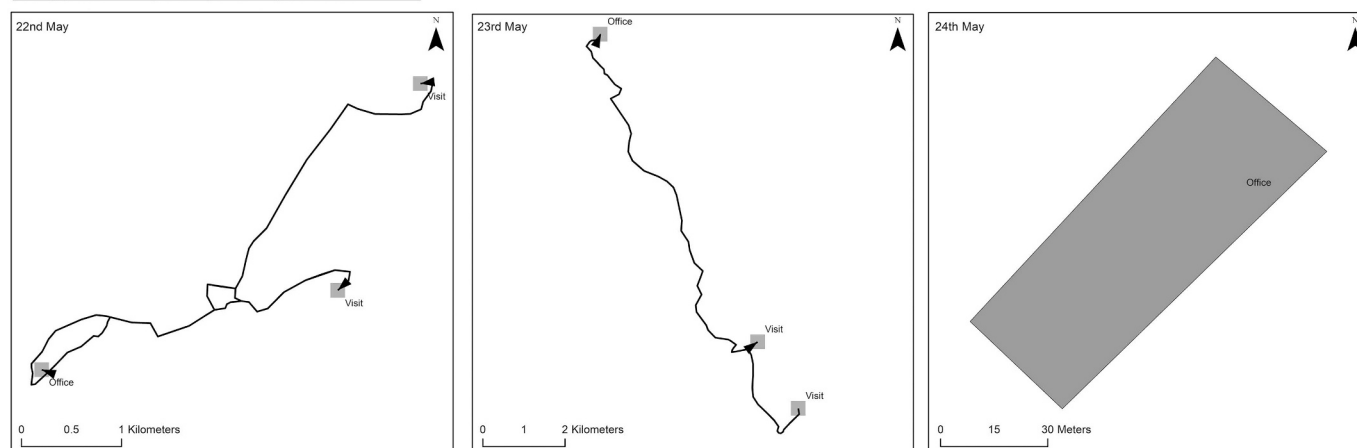 22nd May
N
Visit
Visit
Office
0 0.5 1 Kilometers
23rd May
N
Office
Visit
Visit
0 1 2 Kilometers
24th May
N
Office
0 15 30 Meters